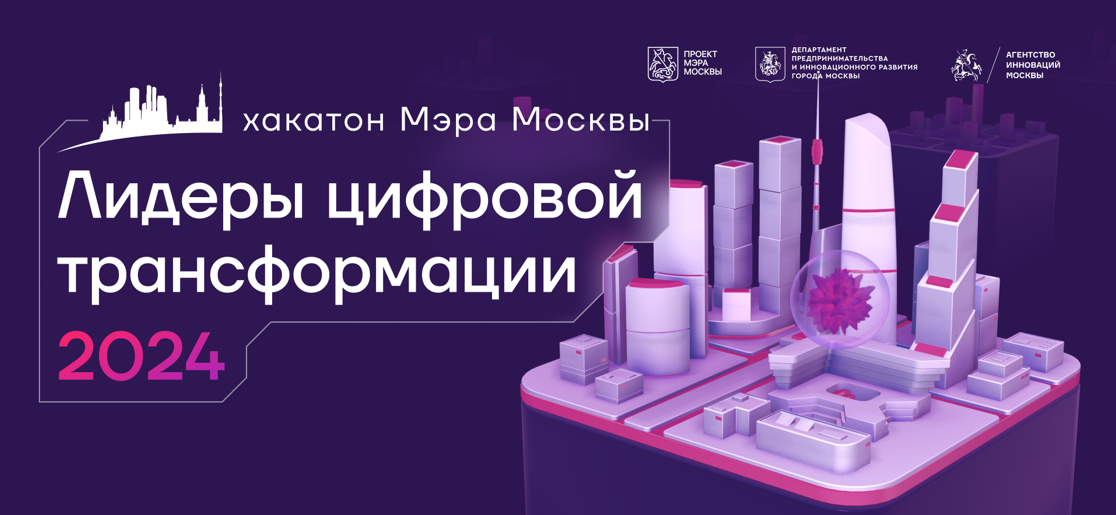 ПРОЕКТ
МЭРА
МОСКВЫ
ДЕПАРТАМЕНТ
ПРЕДПРИНИМАТЕЛЬСТВА
И ИННОВАЦИОННОГО РАЗВИТИЯ
ГОРОДА МОСКВЫ
АГЕНТСТВО
ИННОВАЦИЙ
МОСКВЫ
хакатон Мэра Москвы
Лидеры цифровой
трансформации
2024